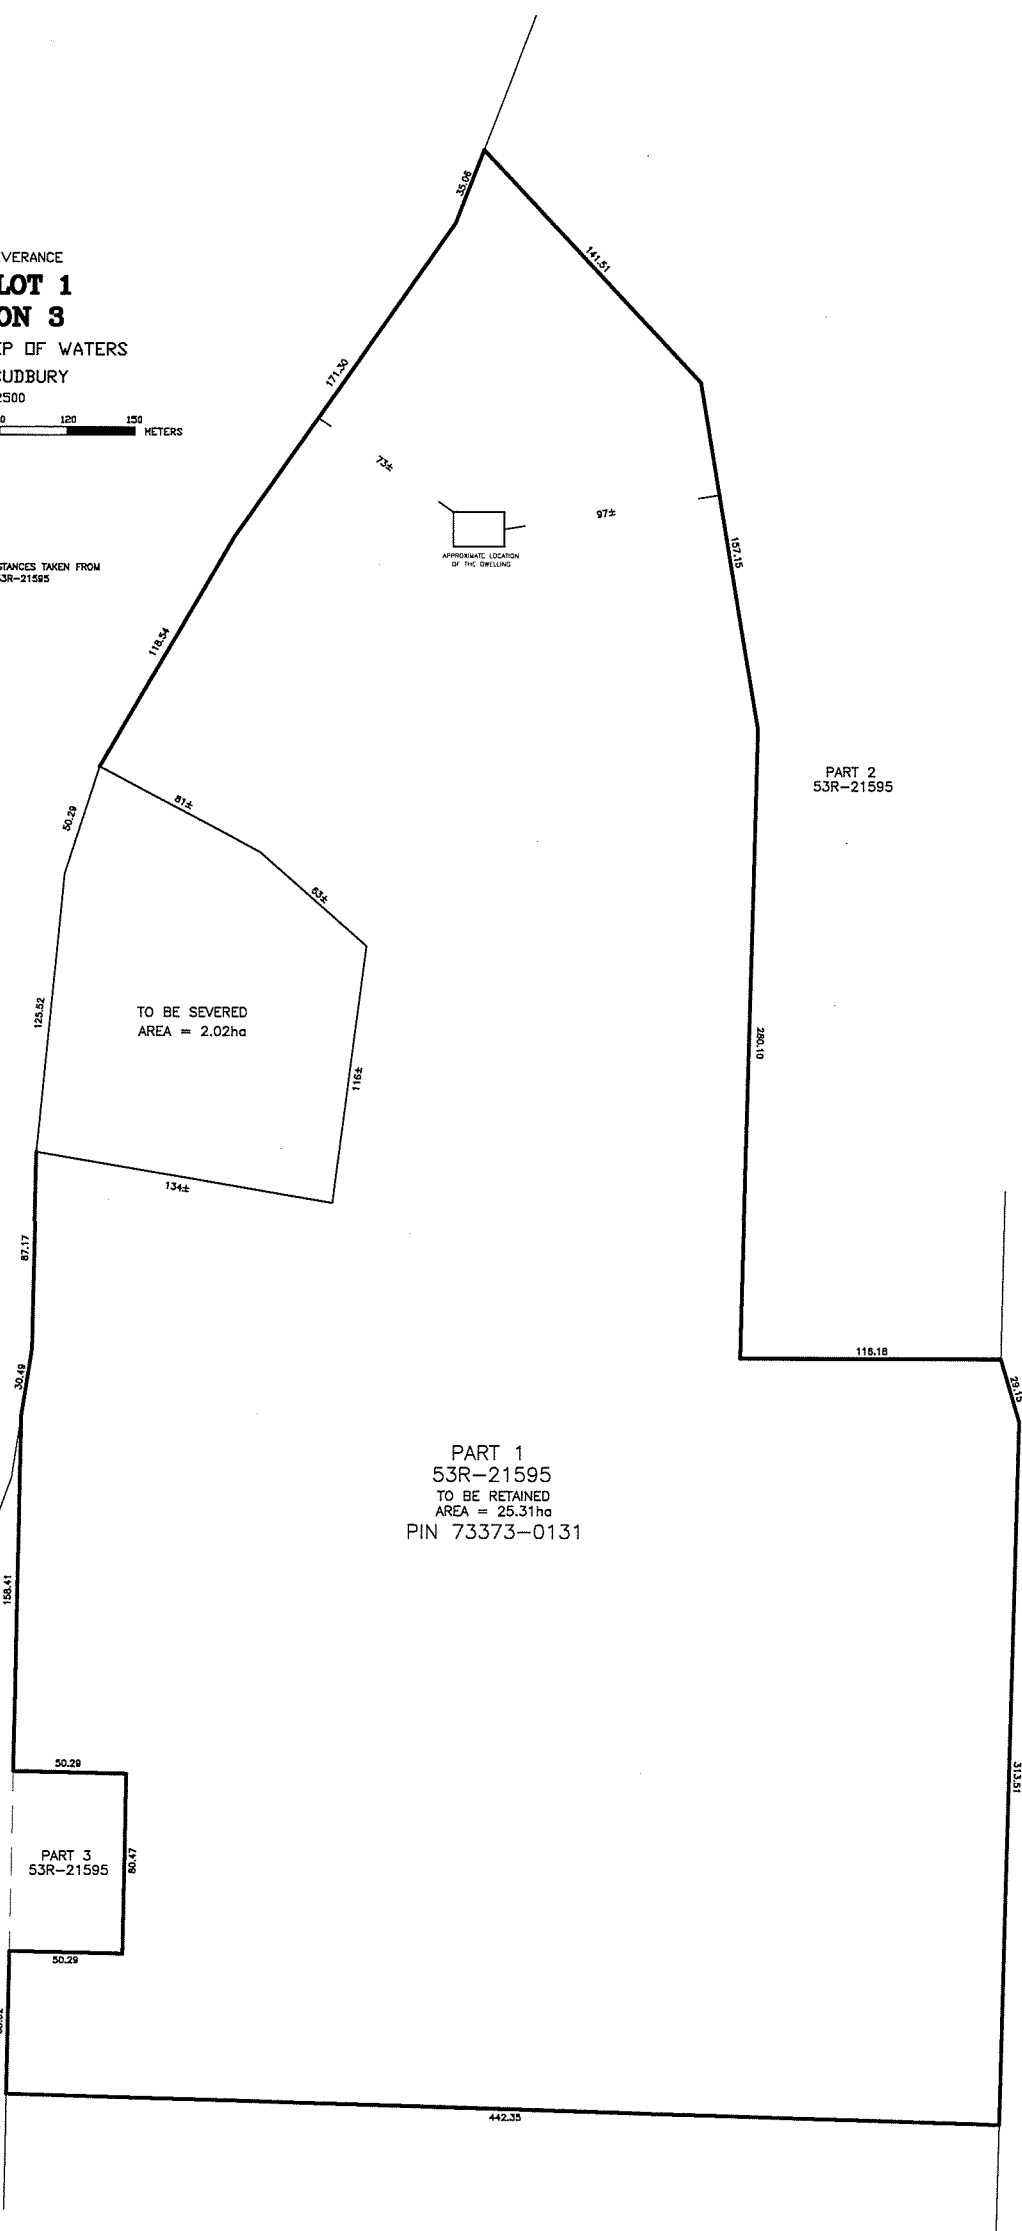 VERANCE
LOT 1
ON 3
P OF WATERS
SUDBURY
2500
0 120 150 METERS
STANCES TAKEN FROM
53R-21595
35.06
141.51
171.30
73±
97±
APPROXIMATE LOCATION
OF THE DWELLING
157.15
118.54
PART 2
53R-21595
50.29
81±
63±
125.52
TO BE SEVERED
AREA = 2.02ha
280.10
116±
134±
87.17
116.18
30.49
29.15
PART 1
53R-21595
TO BE RETAINED
AREA = 25.31ha
PIN 73373-0131
158.41
50.29
313.51
PART 3
53R-21595
80.47
50.29
442.35